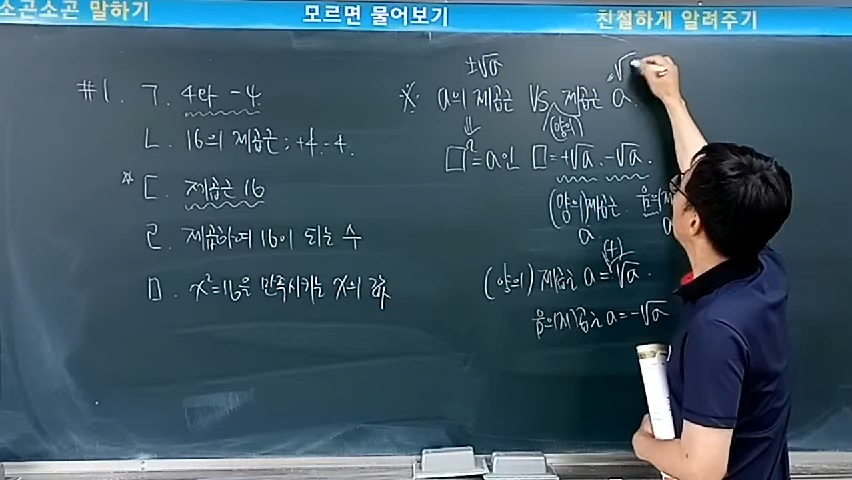 소곤소곤 말하기
모르면 물어보기
친절하게 알려주기
#1. ㄱ. 4와 -4
ㄴ. 16의 제곱근 : +4. -4.
☆ ㄷ. 제곱근 16
ㄹ. 제곱하여 16이 되는 수
ㅁ. x²=16을 만족시키는 x의 값
±√a
√
※. a의 제곱근 VS 제곱근 a.
(양의)
⇓
□²=a인 □=+√a. -√a.
(양의)제곱근 음의
a.
(+)
(양의) 제곱근 a = √a.
음의제곱근 a = -√a